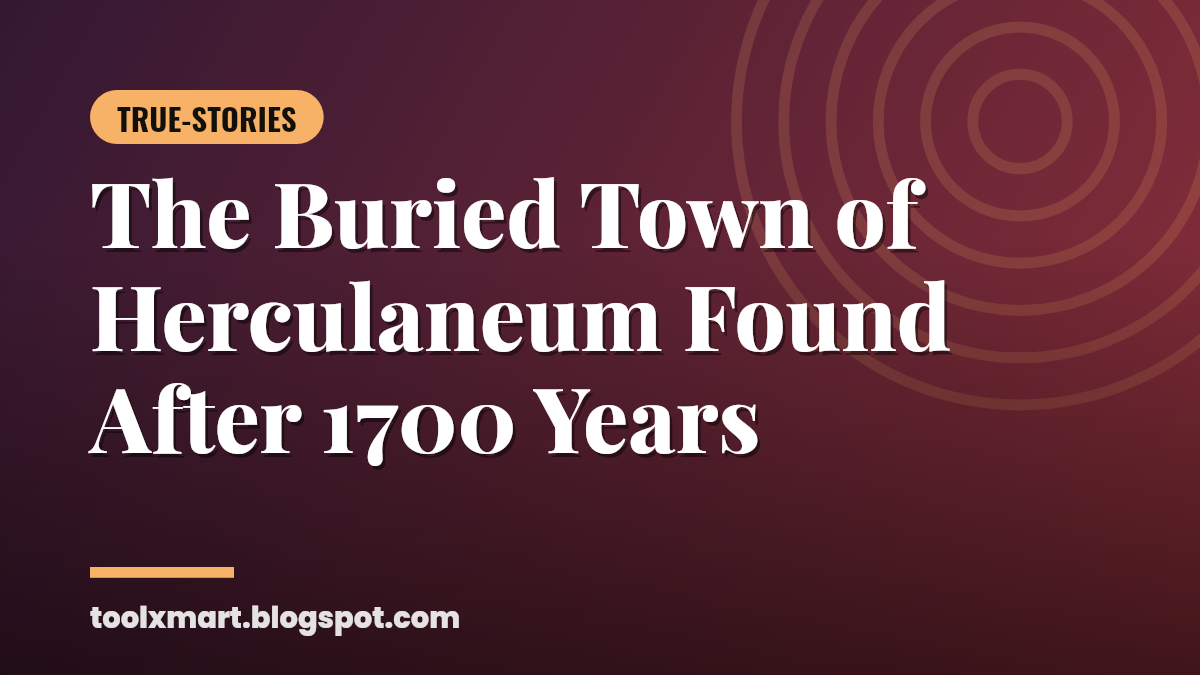 TRUE-STORIES
The Buried Town of
Herculaneum Found
After 1700 Years
toolxmart.blogspot.com